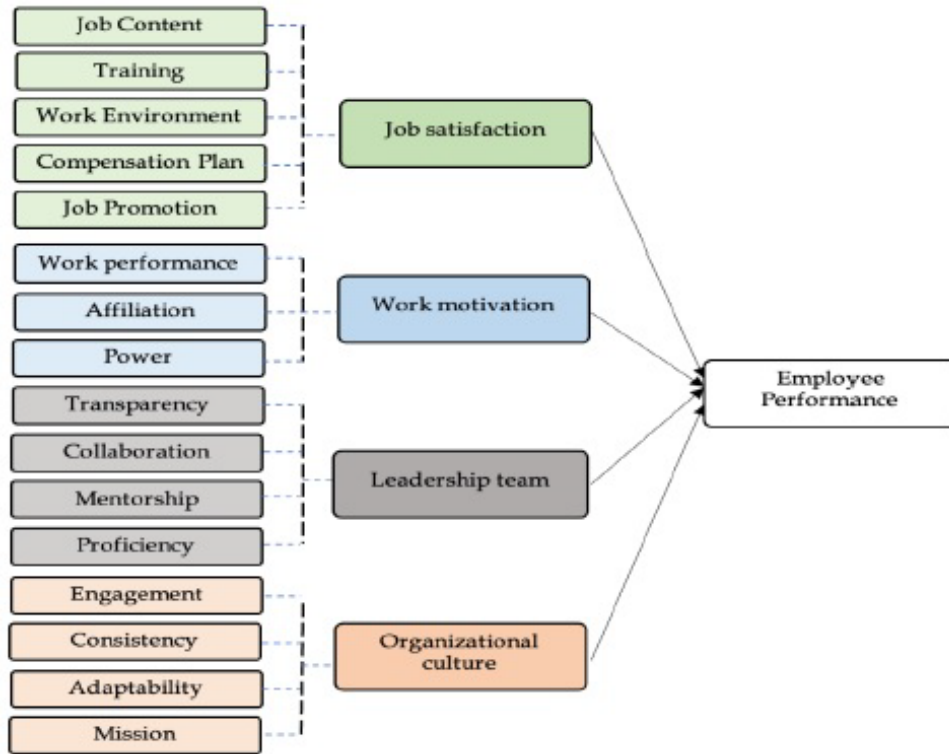 Job Content
Training
Work Environment
Compensation Plan
Job Promotion
Job satisfaction
Work performance
Affiliation
Power
Work motivation
Transparency
Collaboration
Mentorship
Proficiency
Leadership team
Engagement
Consistency
Adaptability
Mission
Organizational
culture
Employee
Performance